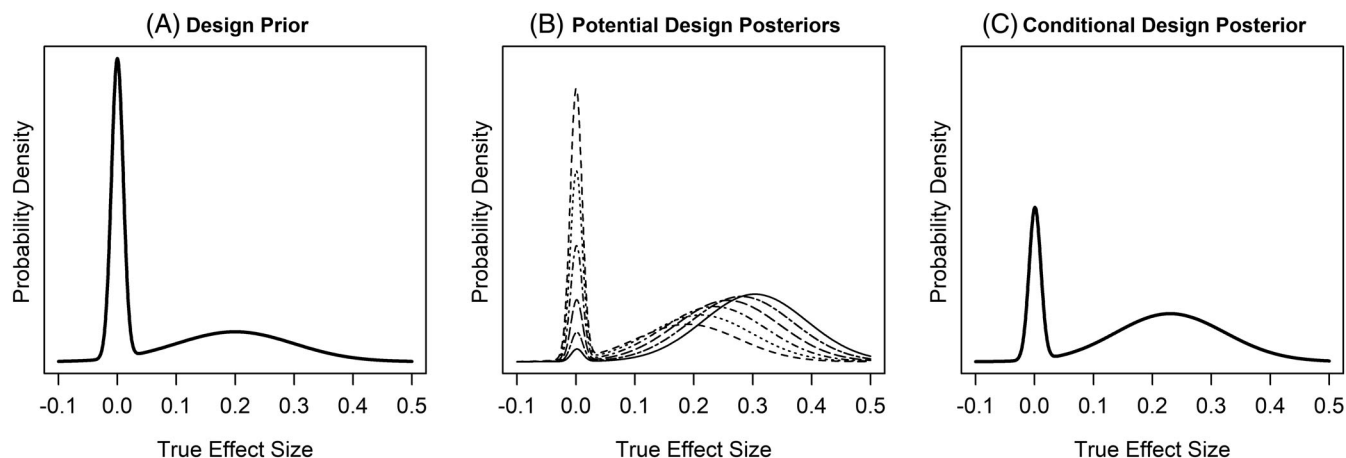 (A) Design Prior
Probability Density
-0.1 0.0 0.1 0.2 0.3 0.4 0.5
True Effect Size
(B) Potential Design Posteriors
Probability Density
-0.1 0.0 0.1 0.2 0.3 0.4 0.5
True Effect Size
(C) Conditional Design Posterior
Probability Density
-0.1 0.0 0.1 0.2 0.3 0.4 0.5
True Effect Size